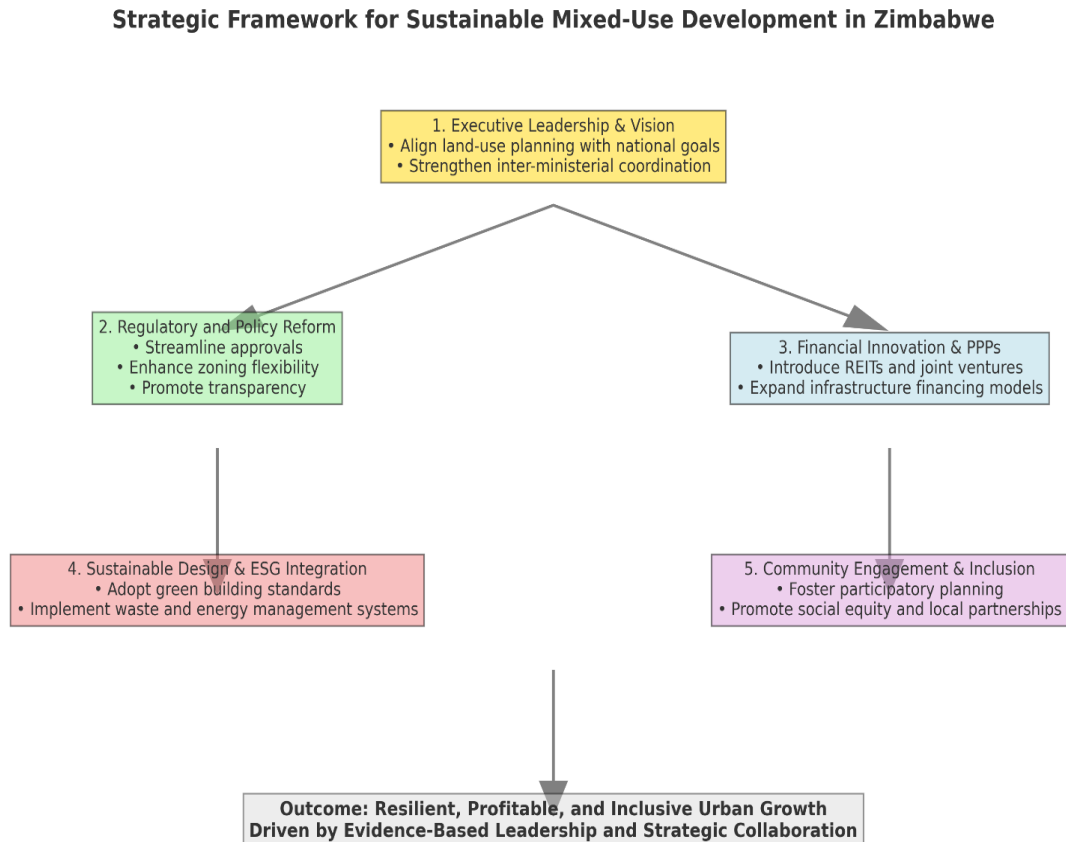 Strategic Framework for Sustainable Mixed-Use Development in Zimbabwe
1. Executive Leadership & Vision
• Align land-use planning with national goals
• Strengthen inter-ministerial coordination
2. Regulatory and Policy Reform
• Streamline approvals
• Enhance zoning flexibility
• Promote transparency
3. Financial Innovation & PPPs
• Introduce REITs and joint ventures
• Expand infrastructure financing models
4. Sustainable Design & ESG Integration
• Adopt green building standards
• Implement waste and energy management systems
5. Community Engagement & Inclusion
• Foster participatory planning
• Promote social equity and local partnerships
Outcome: Resilient, Profitable, and Inclusive Urban Growth
Driven by Evidence-Based Leadership and Strategic Collaboration